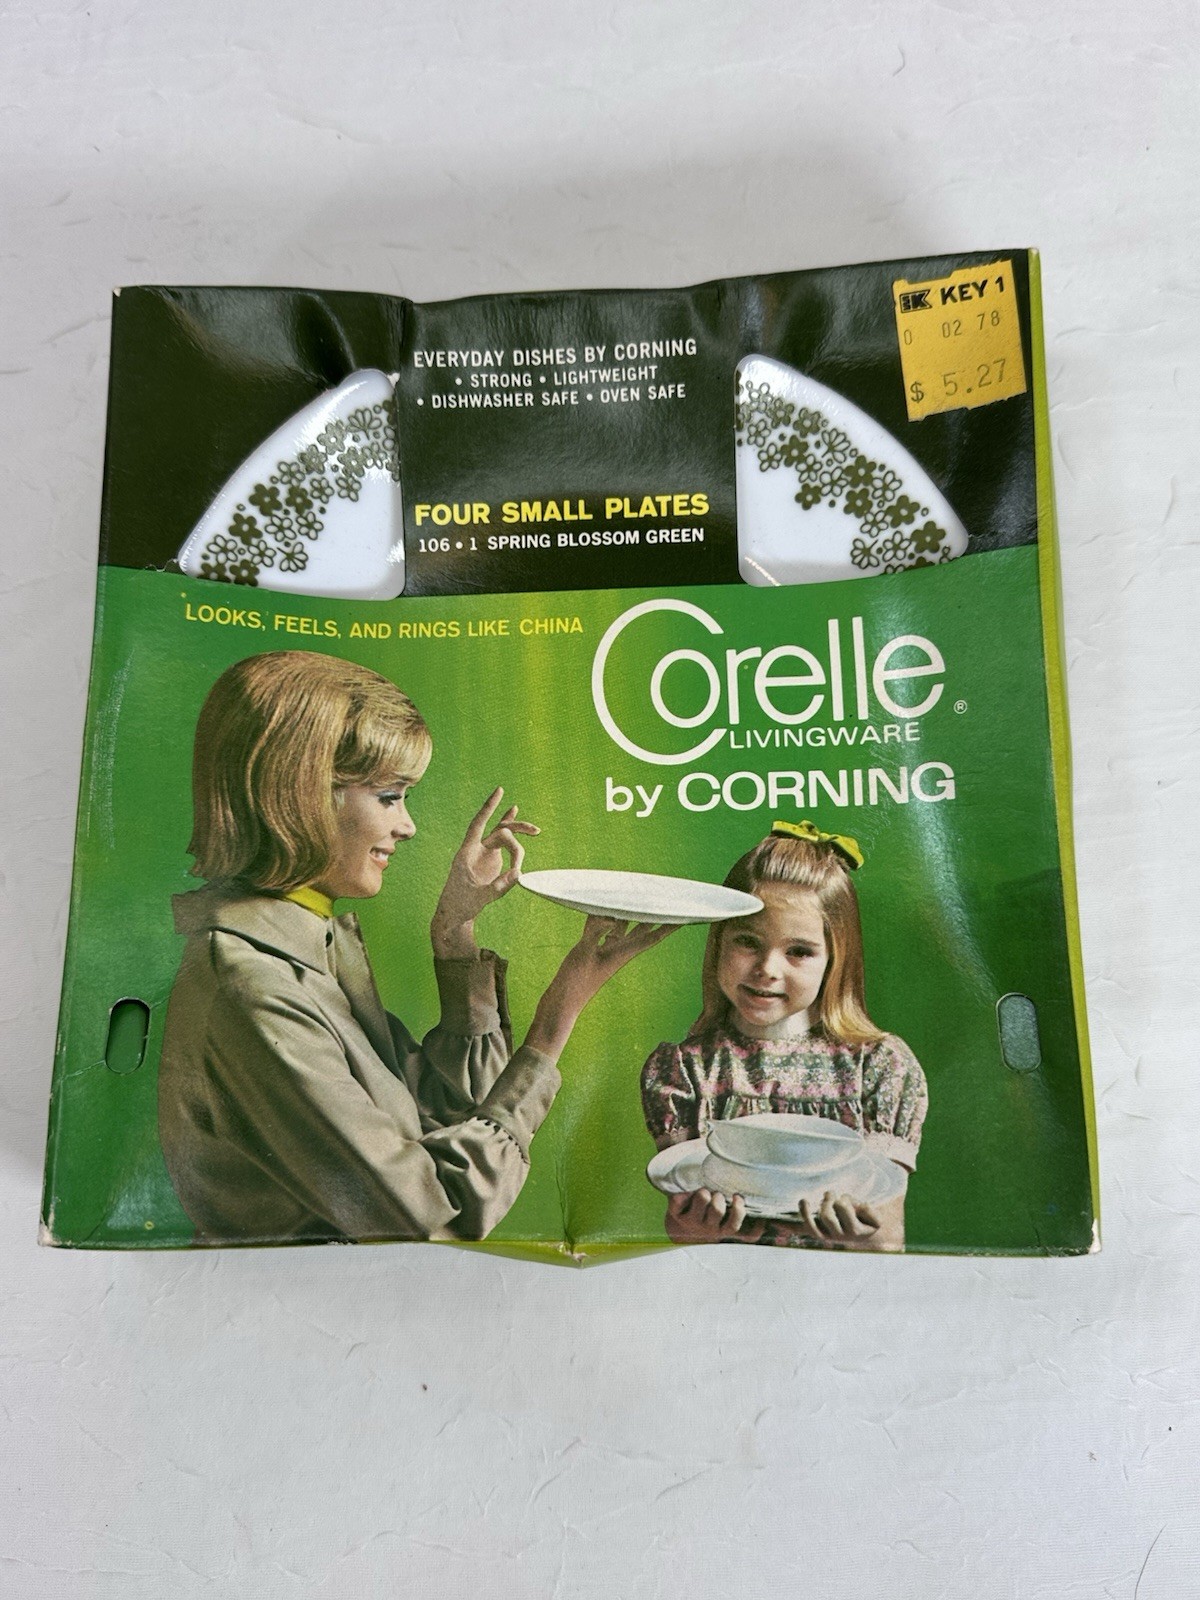 KEY 1
0 02 78
$ 5.27
EVERYDAY DISHES BY CORNING
• STRONG • LIGHTWEIGHT
• DISHWASHER SAFE • OVEN SAFE
FOUR SMALL PLATES
106 • 1 SPRING BLOSSOM GREEN
LOOKS, FEELS, AND RINGS LIKE CHINA
Corelle®
LIVINGWARE
by CORNING